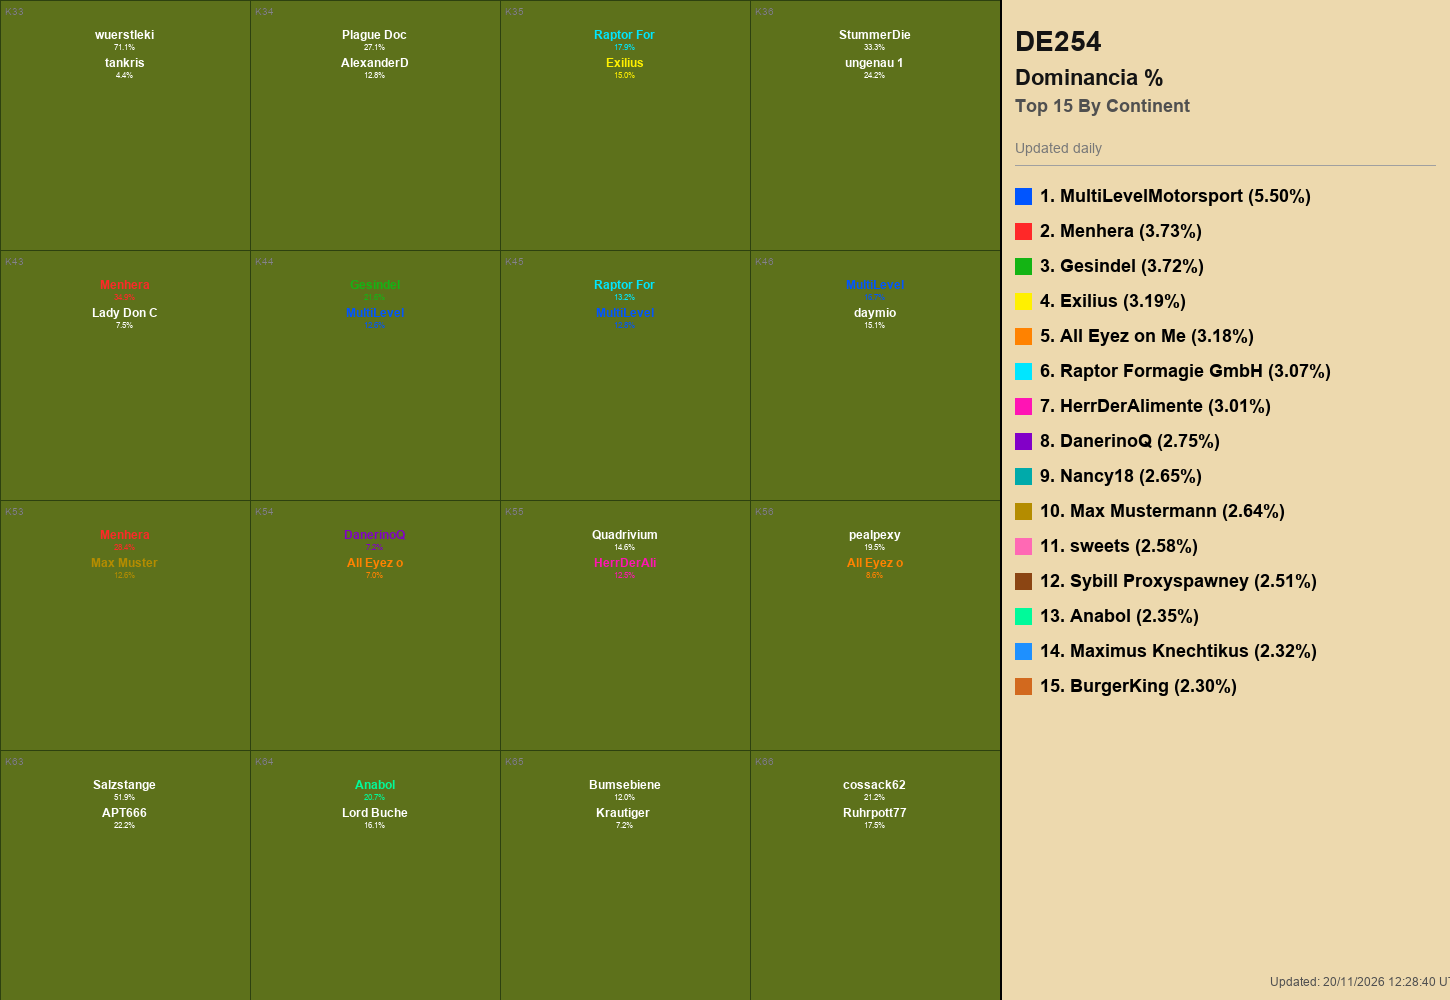 K33
wuerstleki
71.1%
tankris
4.4%
K34
Plague Doc
27.1%
AlexanderD
12.8%
K35
Raptor For
17.9%
Exilius
15.0%
K36
StummerDie
33.3%
ungenau 1
24.2%
K43
Menhera
Lady Don C
7.5%
K44
Gesindel
MultiLevel
K45
Raptor For
13.2%
MultiLevel
K46
MultiLevel
daymio
15.1%
K53
Menhera
Max Muster
12.6%
K54
DanerinoQ
7.2%
All Eyez o
7.0%
K55
Quadrivium
14.6%
HerrDerAli
K56
pealpexy
19.5%
All Eyez o
8.6%
K63
Salzstange
51.9%
APT666
22.2%
K64
Anabol
20.7%
Lord Buche
16.1%
K65
Bumsebiene
12.0%
Krautiger
7.2%
K66
cossack62
21.2%
Ruhrpott77
17.5%
DE254
Dominancia %
Top 15 By Continent
Updated daily
1. MultiLevelMotorsport (5.50%)
2. Menhera (3.73%)
3. Gesindel (3.72%)
4. Exilius (3.19%)
5. All Eyez on Me (3.18%)
6. Raptor Formagie GmbH (3.07%)
7. HerrDerAlimente (3.01%)
8. DanerinoQ (2.75%)
9. Nancy18 (2.65%)
10. Max Mustermann (2.64%)
11. sweets (2.58%)
12. Sybill Proxyspawney (2.51%)
13. Anabol (2.35%)
14. Maximus Knechtikus (2.32%)
15. BurgerKing (2.30%)
Updated: 20/11/2026 12:28:40 U